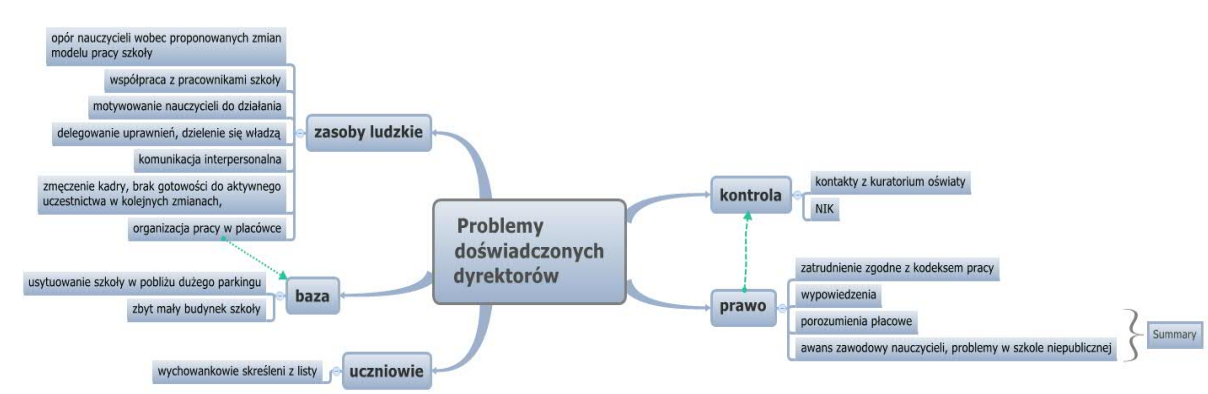 opór nauczycieli wobec proponowanych zmian
modelu pracy szkoły
współpraca z pracownikami szkoły
motywowanie nauczycieli do działania
delegowanie uprawnień, dzielenie się władzą
komunikacja interpersonalna
zmęczenie kadry, brak gotowości do aktywnego
uczestnictwa w kolejnych zmianach,
organizacja pracy w placówce
zasoby ludzkie
usytuowanie szkoły w pobliżu dużego parkingu
zbyt mały budynek szkoły
baza
wychowankowie skreśleni z listy
uczniowie
Problemy
doświadczonych
dyrektorów
kontrola
kontakty z kuratorium oświaty
NIK
prawo
zatrudnienie zgodne z kodeksem pracy
wypowiedzenia
porozumienia płacowe
awans zawodowy nauczycieli, problemy w szkole niepublicznej
Summary